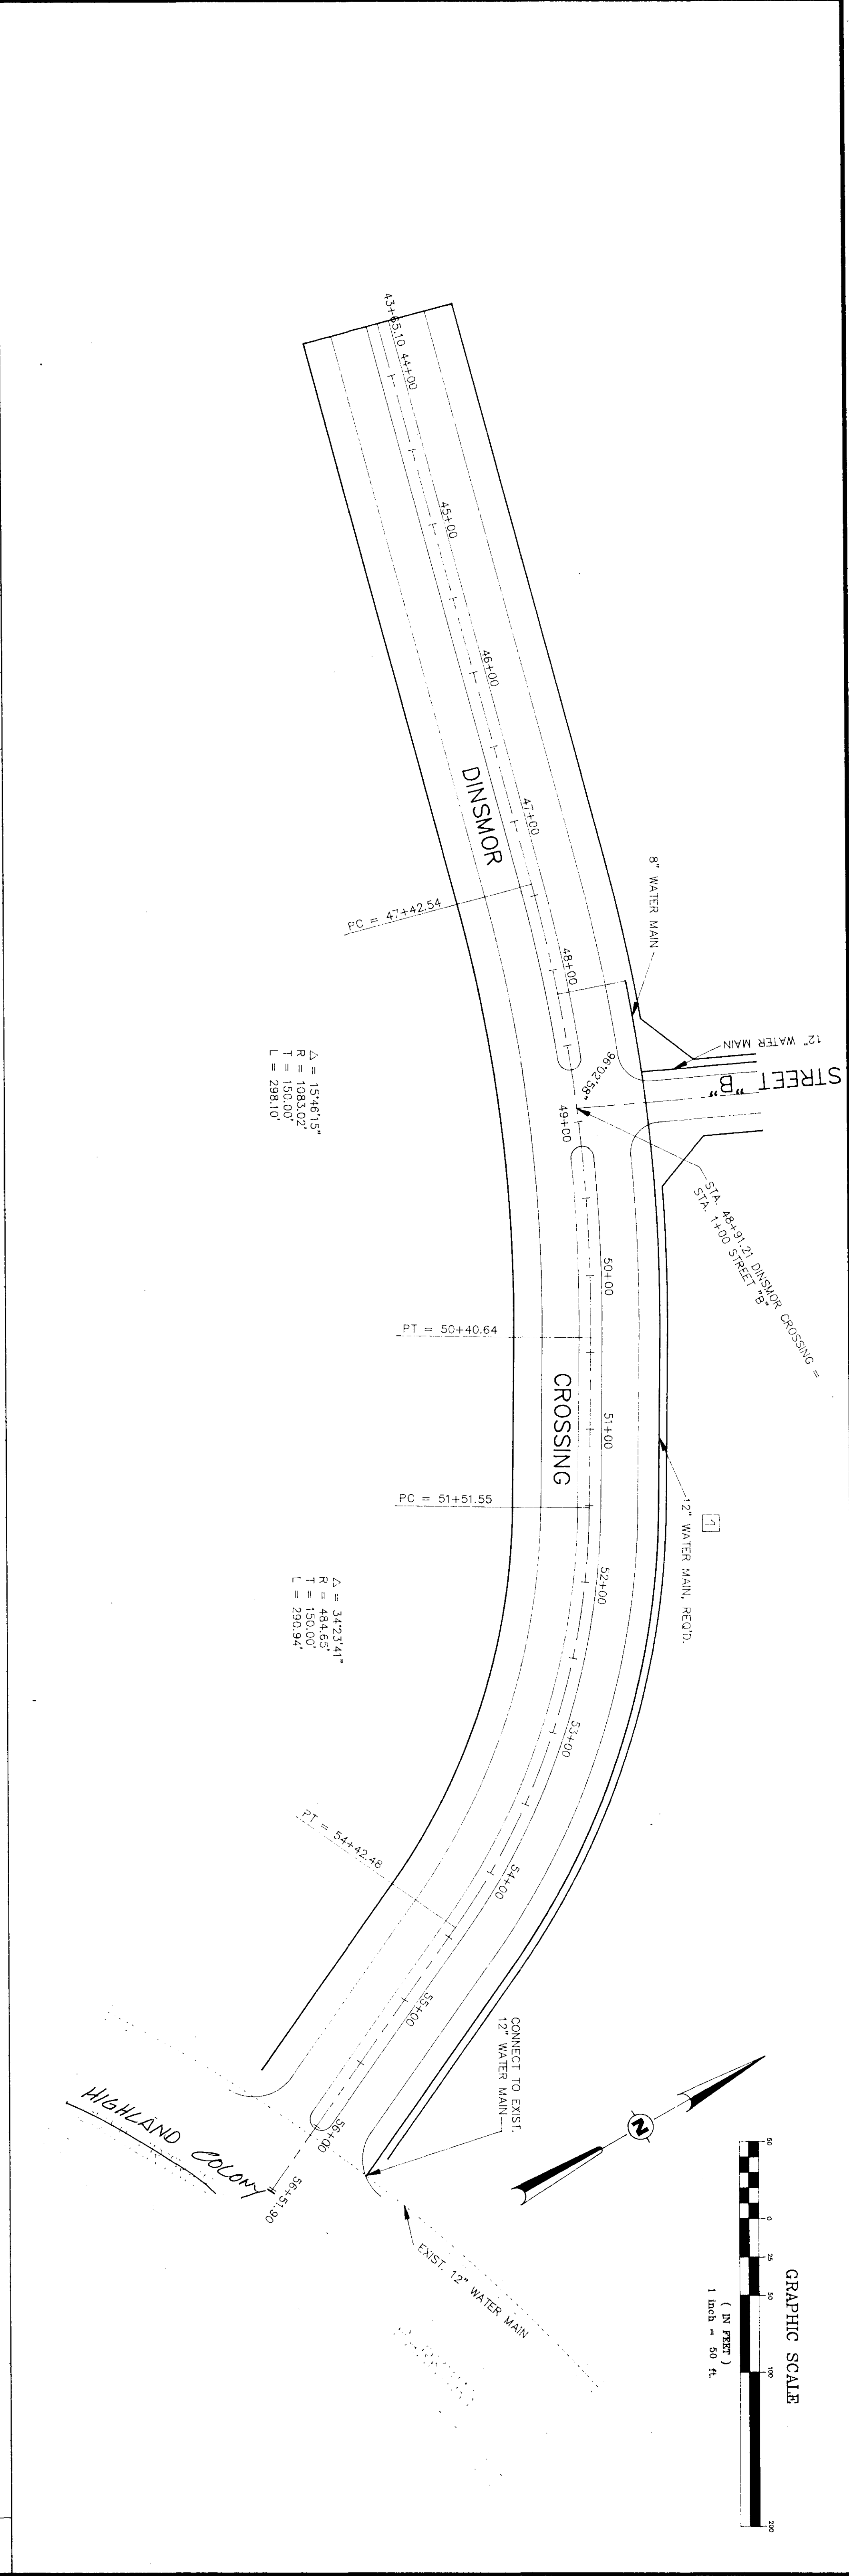 43+65.10
44+00
45+00
46+00
47+00
DINSMOR
PC = 47+42.54
48+00
8" WATER MAIN
12" WATER MAIN
STREET "B"
96°02'58"
49+00
STA. 48+91.21 DINSMOR CROSSING =
STA. 1+00 STREET "B"
Δ = 15°46'15"
R = 1083.02'
T = 150.00'
L = 298.10'
50+00
PT = 50+40.64
CROSSING
51+00
PC = 51+51.55
12" WATER MAIN, REQ'D.
52+00
Δ = 34°23'41"
R = 484.65'
T = 150.00'
L = 290.94'
53+00
54+00
PT = 54+42.48
55+00
CONNECT TO EXIST.
12" WATER MAIN
56+00
56+51.90
HIGHLAND COLONY
EXIST. 12" WATER MAIN
N
GRAPHIC SCALE
50 0 25 50 100 200
( IN FEET )
1 inch = 50 ft.